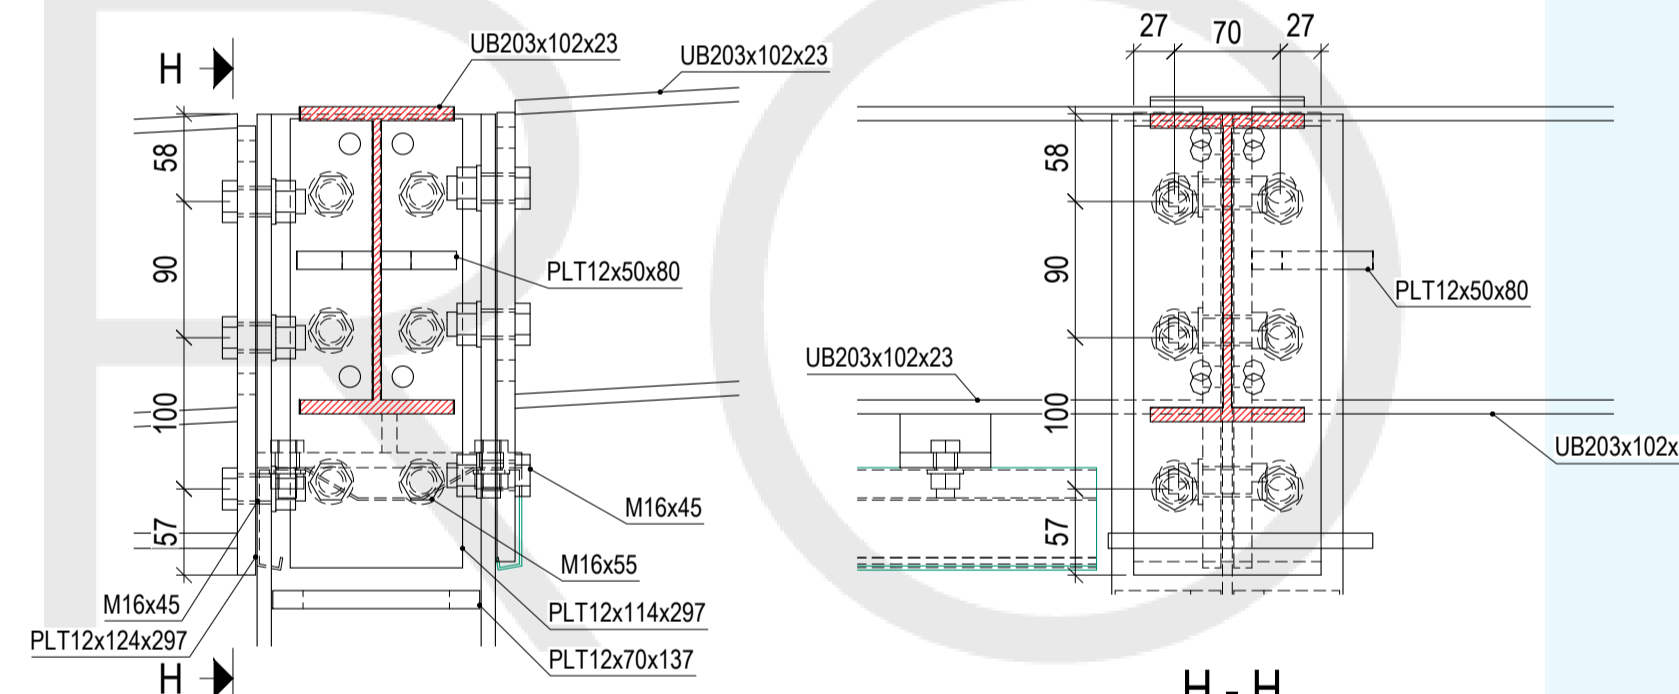 27 70 27
H
UB203x102x23
UB203x102x23
58
58
90
90
PLT12x50x80
PLT12x50x80
UB203x102x23
100
100
UB203x102x
M16x45
57
57
M16x55
M16x45
PLT12x114x297
PLT12x124x297
PLT12x70x137
H
H - H